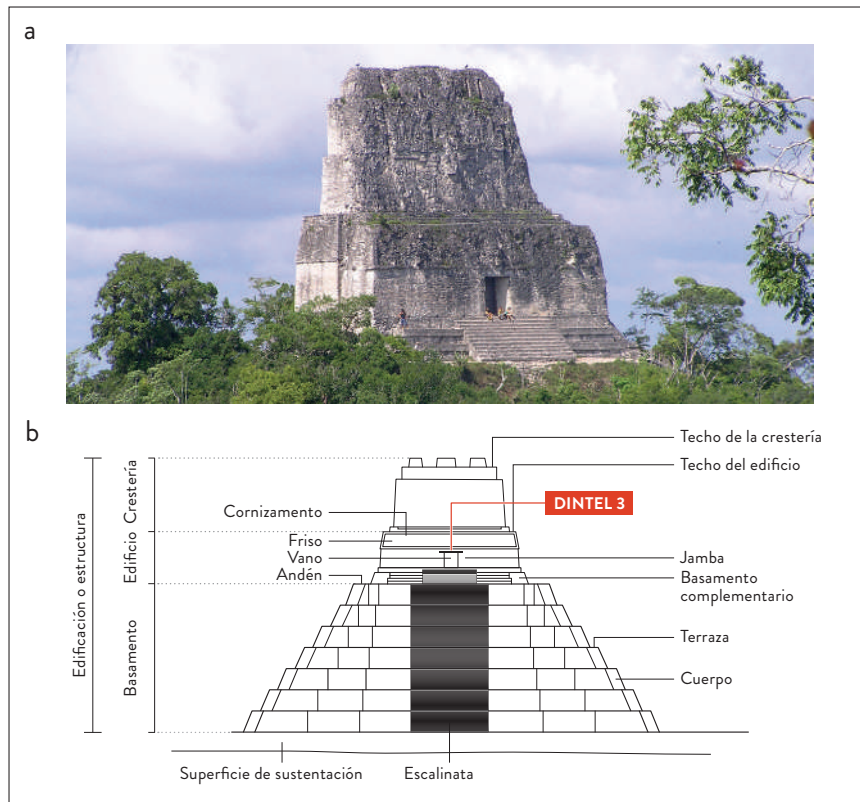 a
b
Techo de la crestería
Techo del edificio
DINTEL 3
Cornizamento
Friso
Vano
Andén
Jamba
Basamento
complementario
Terraza
Cuerpo
Edificación o estructura
Crestería
Edificio
Basamento
Superficie de sustentación
Escalinata